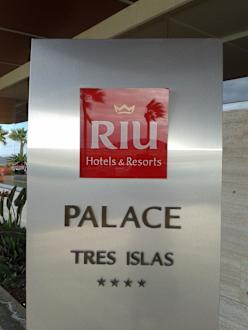 RIU
Hotels & Resorts
PALACE
TRES ISLAS
★★★★